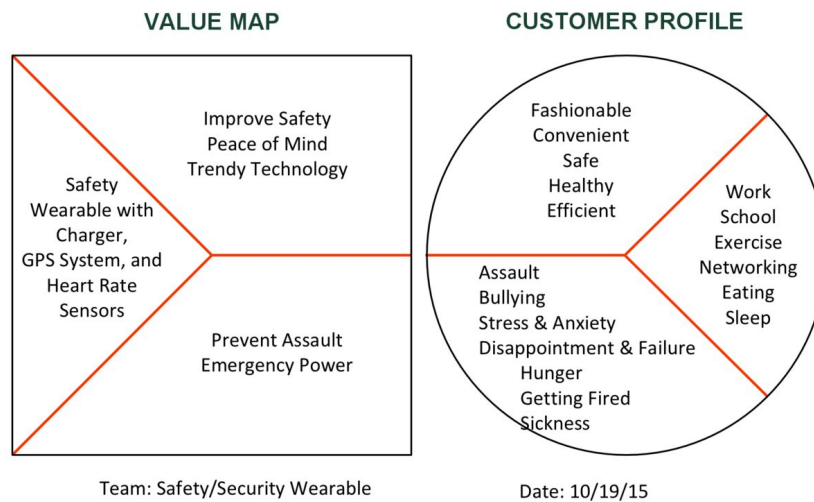 VALUE MAP
CUSTOMER PROFILE
Improve Safety
Peace of Mind
Trendy Technology
Safety
Wearable with
Charger,
GPS System, and
Heart Rate
Sensors
Prevent Assault
Emergency Power
Fashionable
Convenient
Safe
Healthy
Efficient
Work
School
Exercise
Networking
Eating
Sleep
Assault
Bullying
Stress & Anxiety
Disappointment & Failure
Hunger
Getting Fired
Sickness
Team: Safety/Security Wearable
Date: 10/19/15